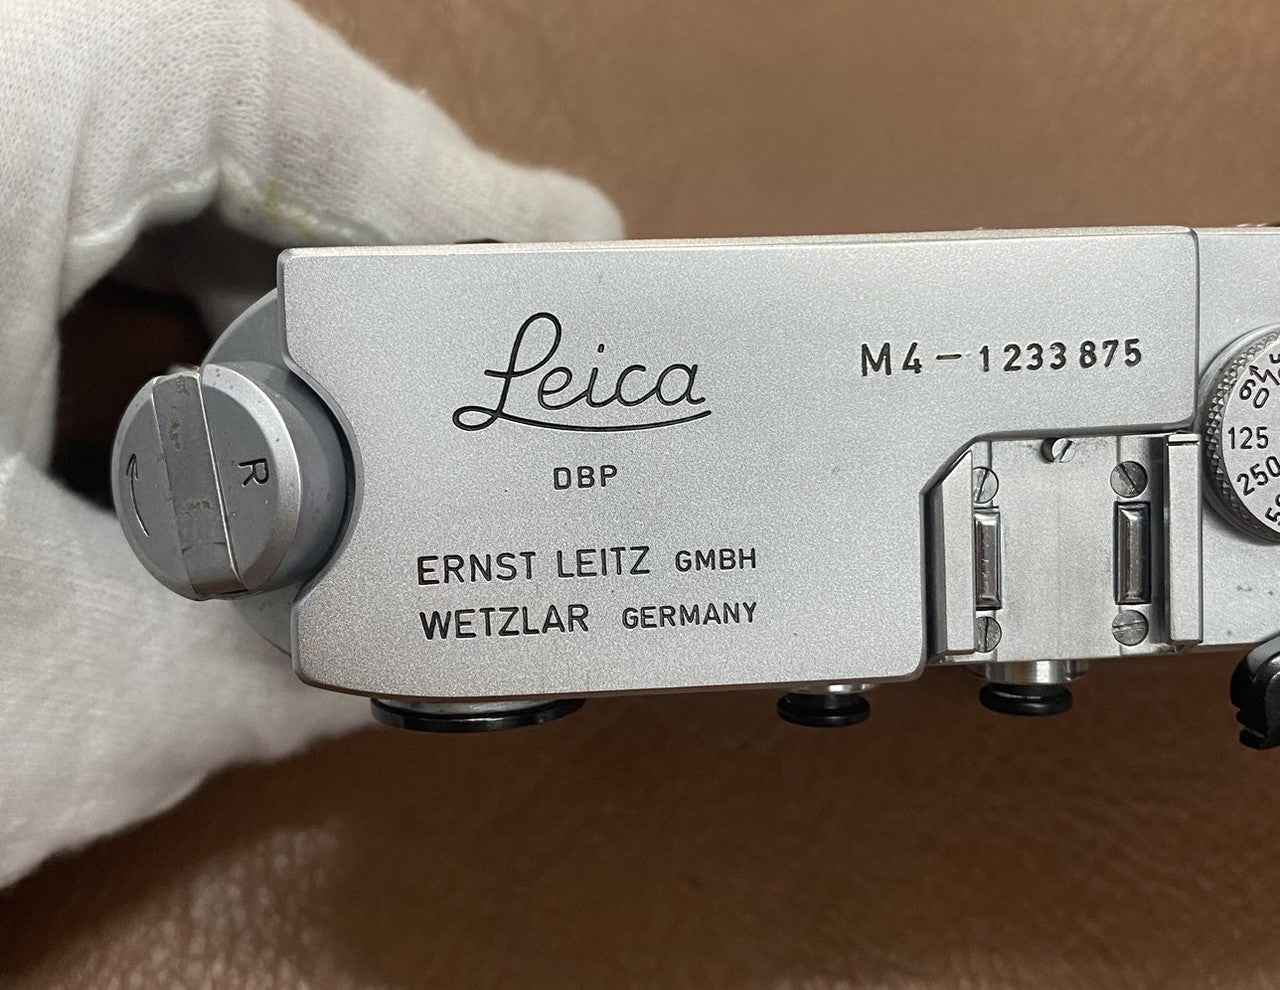 Leica
M4-1233875
DBP
ERNST LEITZ GMBH
WETZLAR GERMANY
R
125
250